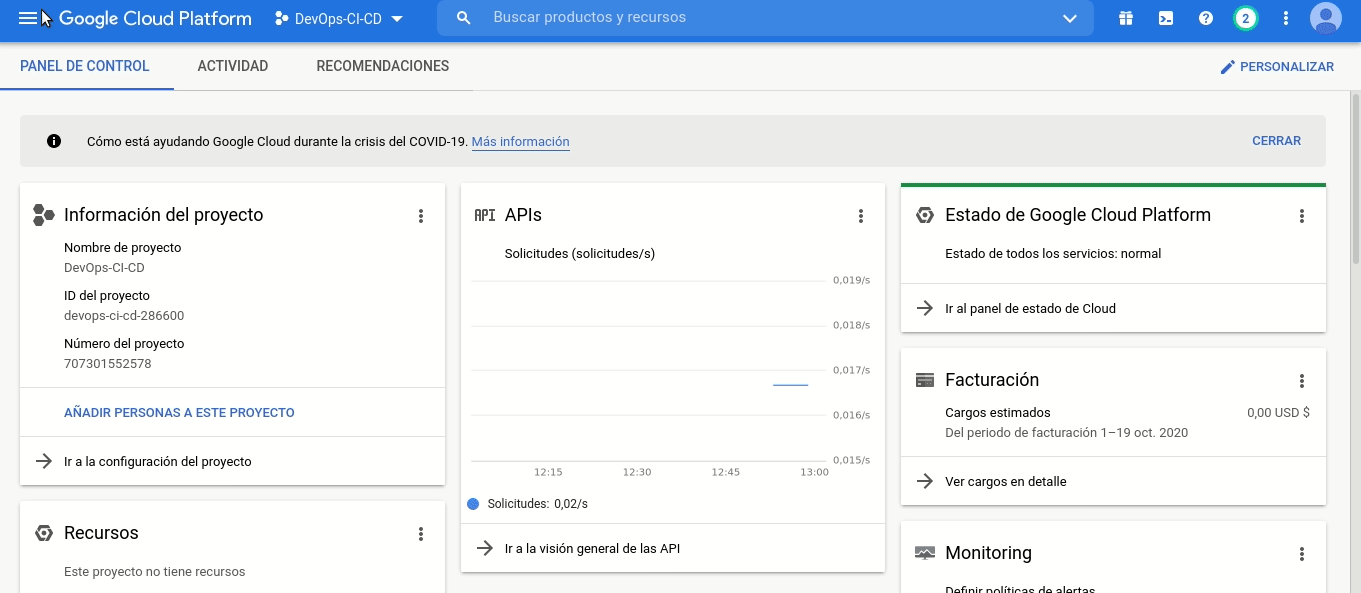 Google Cloud Platform
DevOps-CI-CD
Buscar productos y recursos
2
PANEL DE CONTROL
ACTIVIDAD
RECOMENDACIONES
PERSONALIZAR
Cómo está ayudando Google Cloud durante la crisis del COVID-19. Más información
CERRAR
Información del proyecto
Nombre de proyecto
DevOps-CI-CD
ID del proyecto
devops-ci-cd-286600
Número del proyecto
707301552578
AÑADIR PERSONAS A ESTE PROYECTO
Ir a la configuración del proyecto
Recursos
Este proyecto no tiene recursos
API APIs
Solicitudes (solicitudes/s)
0,019/s
0,018/s
0,017/s
0,016/s
0,015/s
12:15 12:30 12:45 13:00
Solicitudes: 0,02/s
Ir a la visión general de las API
Estado de Google Cloud Platform
Estado de todos los servicios: normal
Ir al panel de estado de Cloud
Facturación
Cargos estimados 0,00 USD $
Del periodo de facturación 1–19 oct. 2020
Ver cargos en detalle
Monitoring
Definir políticas de alertas